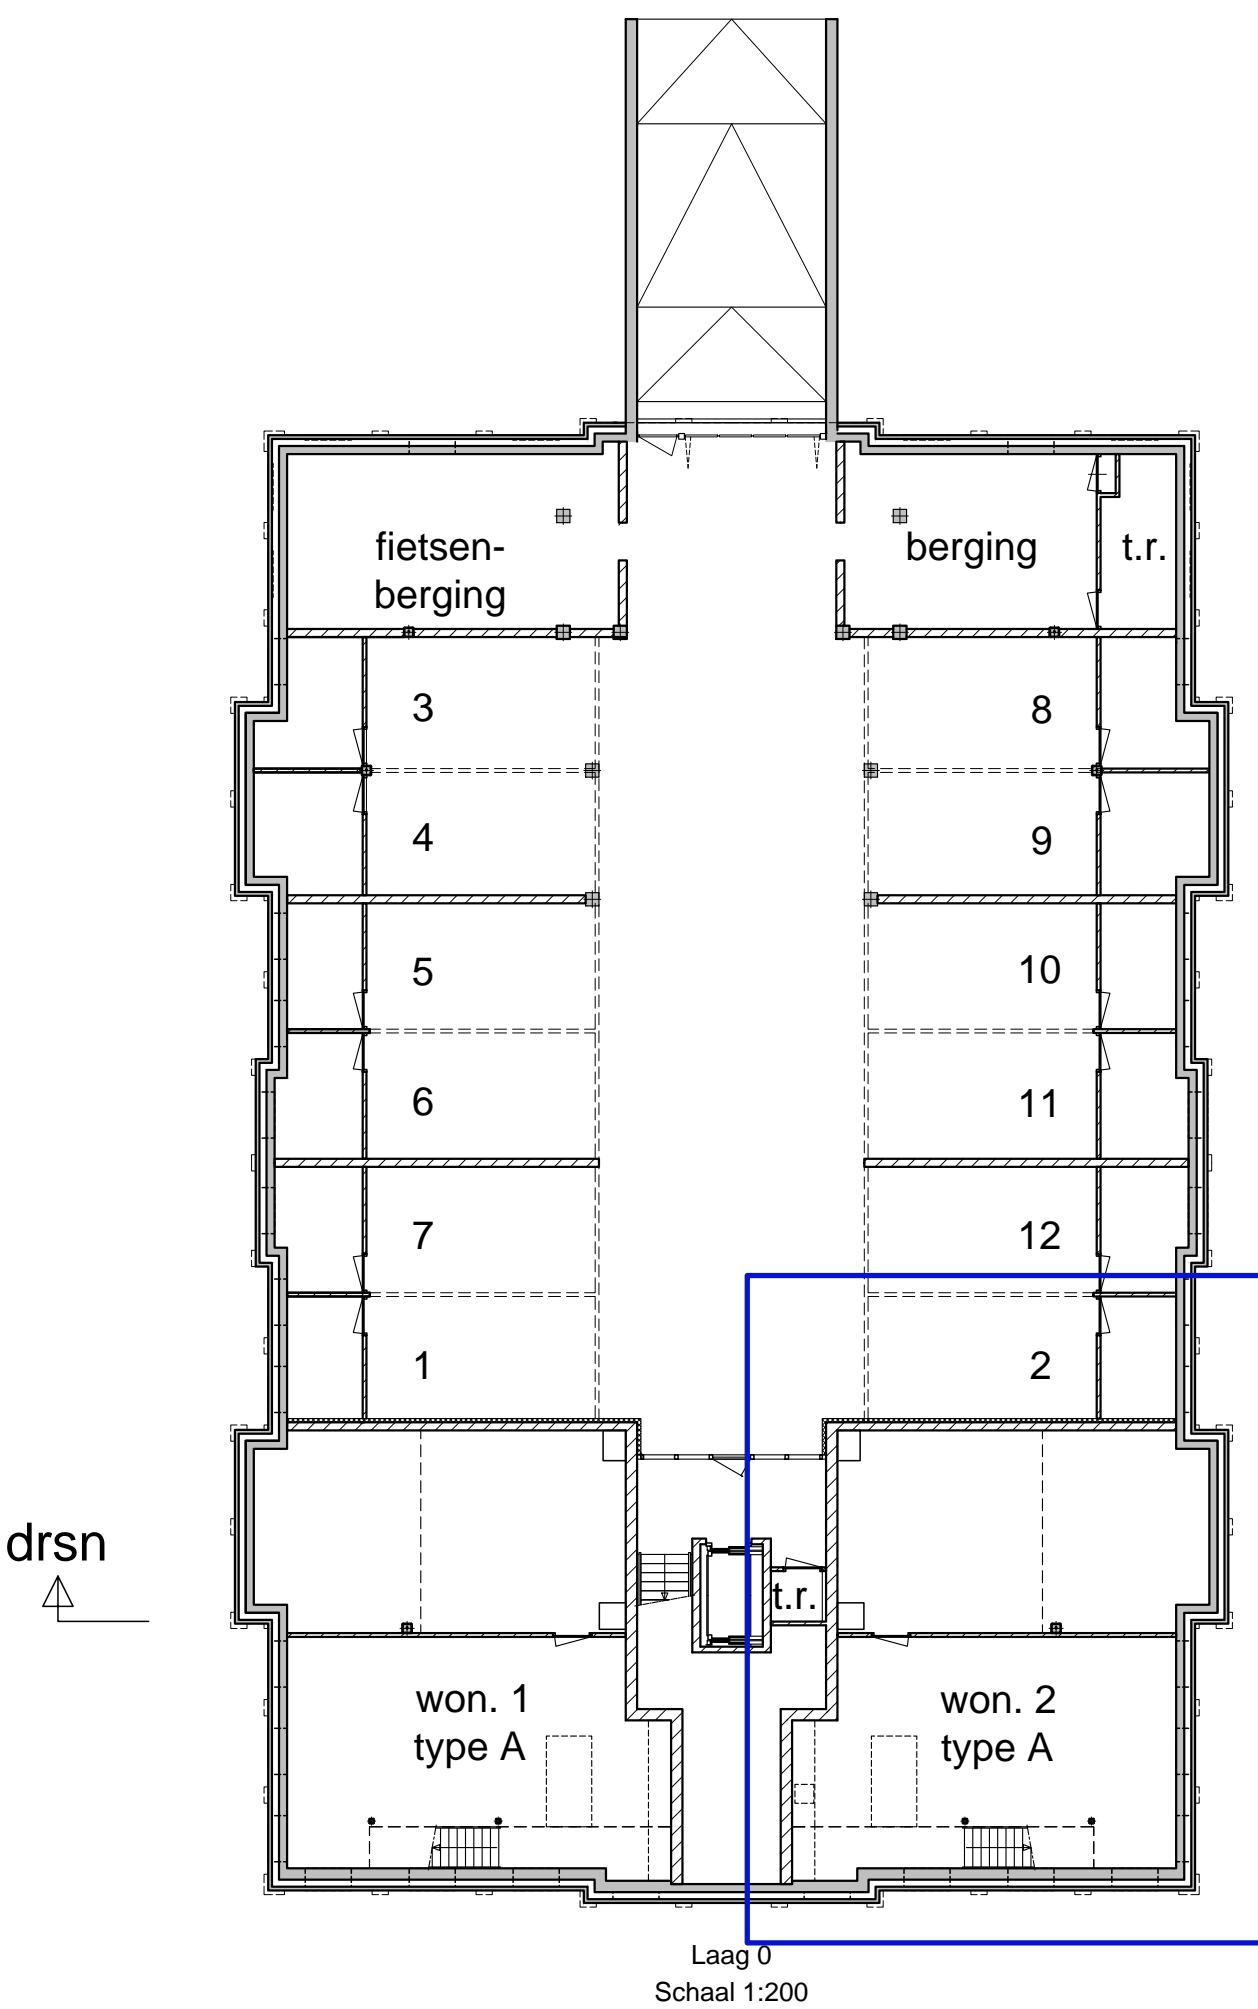 fietsen-
berging
berging
t.r.
3
8
4
9
5
10
6
11
7
12
1
2
drsn
t.r.
won. 1
type A
won. 2
type A
Laag 0
Schaal 1:200